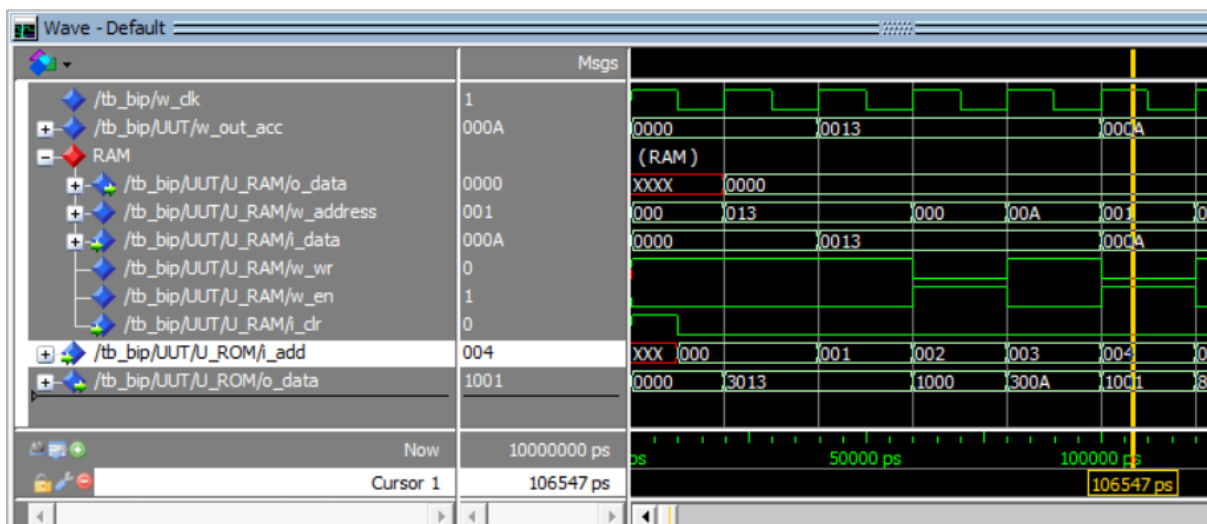 Wave - Default
Msgs
/tb_bip/w_clk 1
/tb_bip/UUT/w_out_acc 000A 0000 0013 000A
RAM (RAM)
/tb_bip/UUT/U_RAM/o_data 0000 XXXX 0000
/tb_bip/UUT/U_RAM/w_address 001 000 013 000 00A 001 0
/tb_bip/UUT/U_RAM/i_data 000A 0000 0013 000A
/tb_bip/UUT/U_RAM/w_wr 0
/tb_bip/UUT/U_RAM/w_en 1
/tb_bip/UUT/U_RAM/i_clr 0
/tb_bip/UUT/U_ROM/i_add 004 XXX 000 001 002 003 004 0
/tb_bip/UUT/U_ROM/o_data 1001 0000 3013 1000 300A 1001 8
Now 10000000 ps ps 50000 ps 100000 ps
Cursor 1 106547 ps 106547 ps